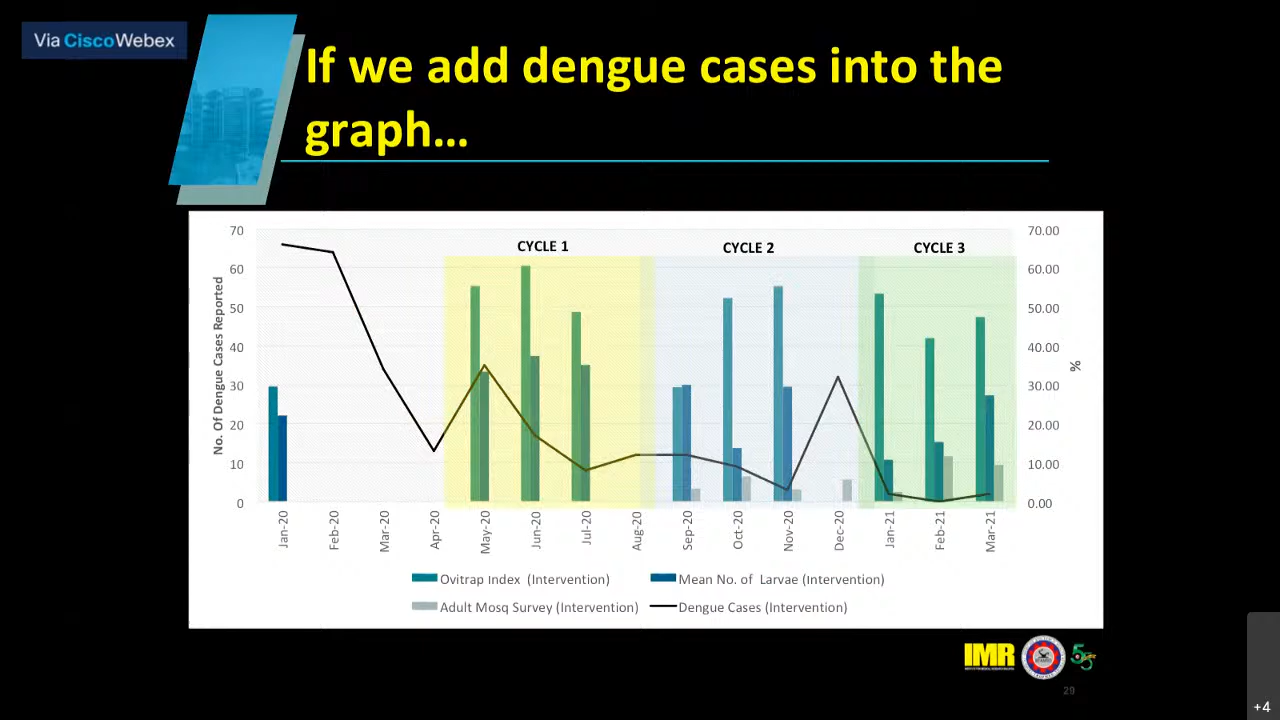 Via CiscoWebex
If we add dengue cases into the
graph...
CYCLE 1
CYCLE 2
CYCLE 3
No. Of Dengue Cases Reported
70
60
50
40
30
20
10
0
70.00
60.00
50.00
40.00
30.00
20.00
10.00
0.00
%
Jan-20
Feb-20
Mar-20
Apr-20
May-20
Jun-20
Jul-20
Aug-20
Sep-20
Oct-20
Nov-20
Dec-20
Jan-21
Feb-21
Mar-21
Ovitrap Index (Intervention)
Mean No. of Larvae (Intervention)
Adult Mosq Survey (Intervention)
Dengue Cases (Intervention)
IMR
55
29
+4